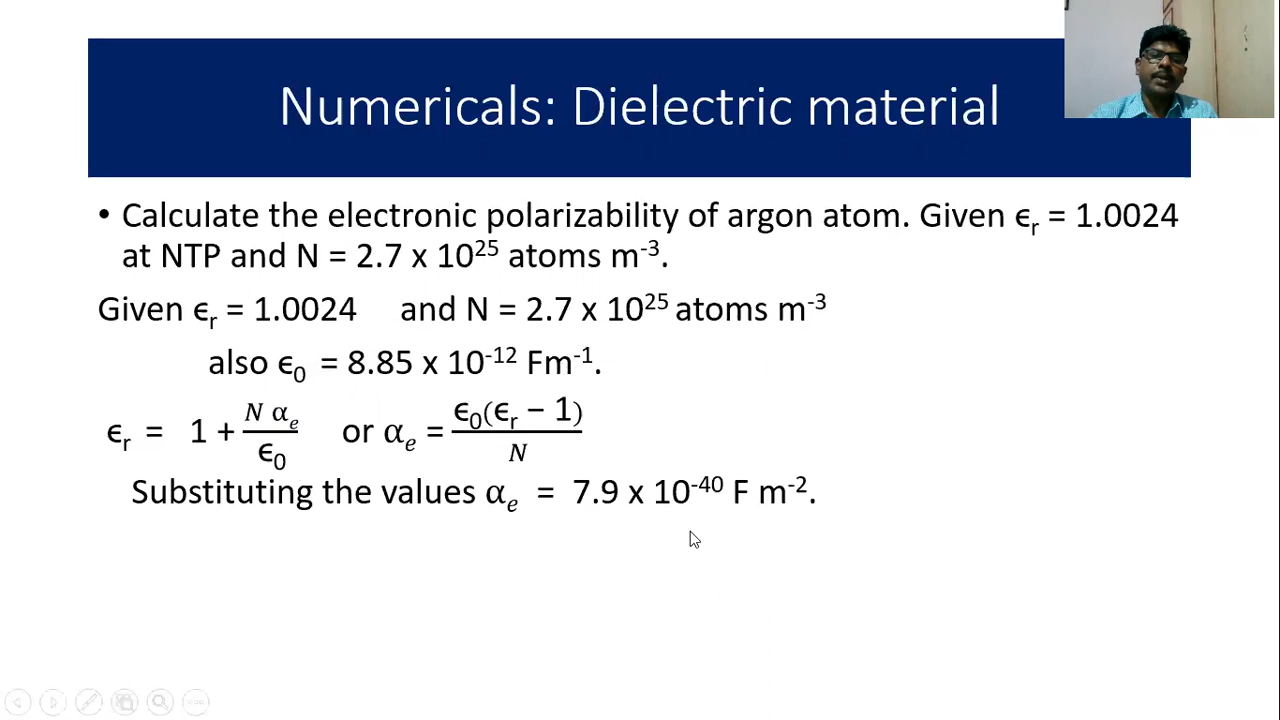 Numericals: Dielectric material
• Calculate the electronic polarizability of argon atom. Given ϵᵣ = 1.0024
at NTP and N = 2.7 x 10²⁵ atoms m⁻³.
Given ϵᵣ = 1.0024 and N = 2.7 x 10²⁵ atoms m⁻³
also ϵ₀ = 8.85 x 10⁻¹² Fm⁻¹.
ϵᵣ = 1 + N αₑ / ϵ₀ or αₑ = ϵ₀(ϵᵣ − 1) / N
Substituting the values αₑ = 7.9 x 10⁻⁴⁰ F m⁻².